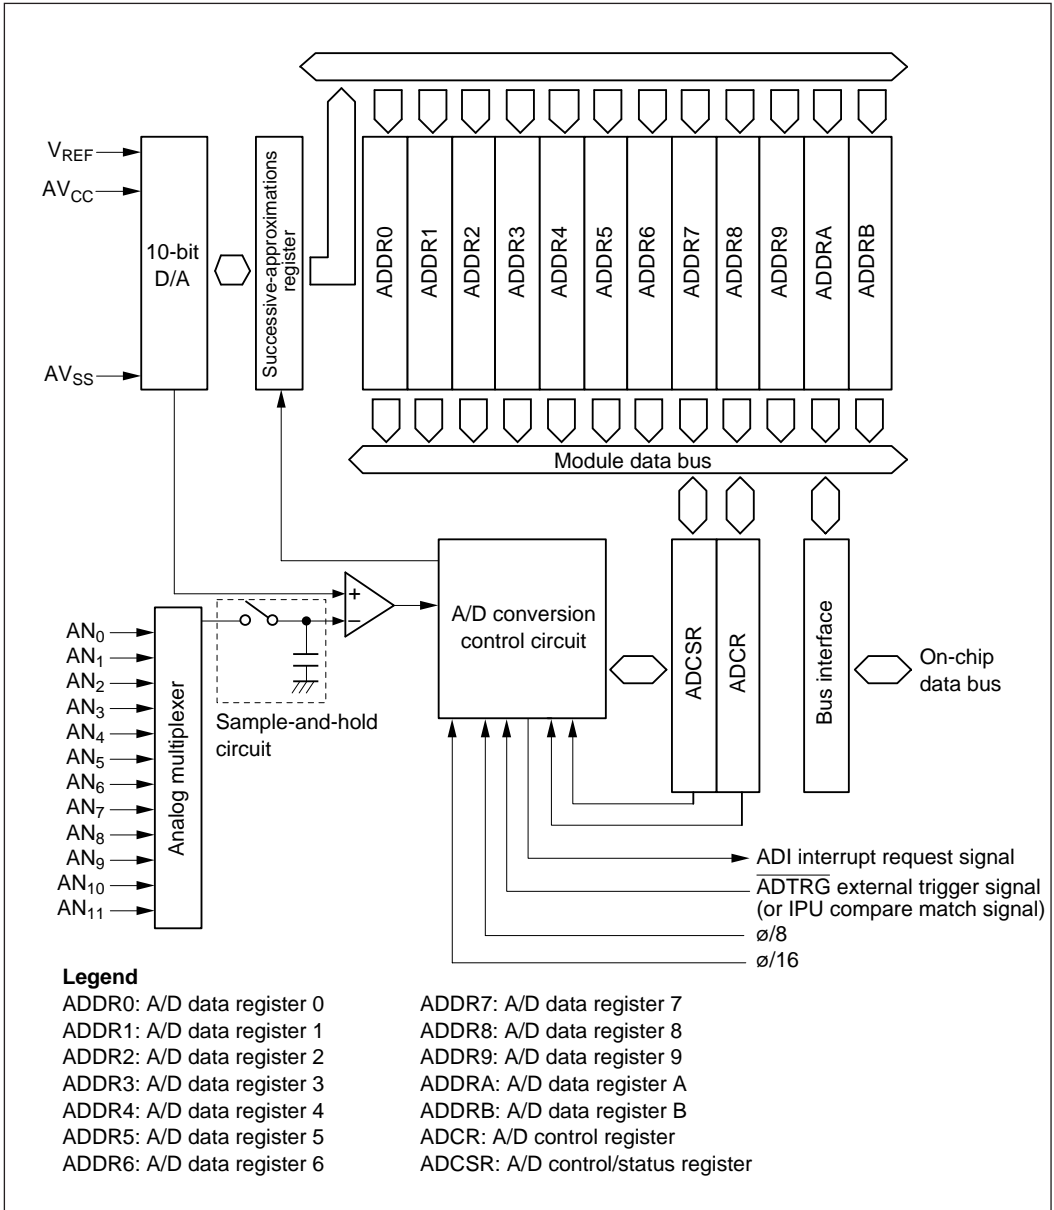 V_REF
AV_CC
AV_SS
10-bit
D/A
Successive-approximations
register
ADDR0
ADDR1
ADDR2
ADDR3
ADDR4
ADDR5
ADDR6
ADDR7
ADDR8
ADDR9
ADDRA
ADDRB
Module data bus
+
−
A/D conversion
control circuit
ADCSR
ADCR
Bus interface
On-chip
data bus
AN0
AN1
AN2
AN3
AN4
AN5
AN6
AN7
AN8
AN9
AN10
AN11
Analog multiplexer
Sample-and-hold
circuit
ADI interrupt request signal
ADTRG external trigger signal
(or IPU compare match signal)
ø/8
ø/16
Legend
ADDR0: A/D data register 0
ADDR1: A/D data register 1
ADDR2: A/D data register 2
ADDR3: A/D data register 3
ADDR4: A/D data register 4
ADDR5: A/D data register 5
ADDR6: A/D data register 6
ADDR7: A/D data register 7
ADDR8: A/D data register 8
ADDR9: A/D data register 9
ADDRA: A/D data register A
ADDRB: A/D data register B
ADCR: A/D control register
ADCSR: A/D control/status register